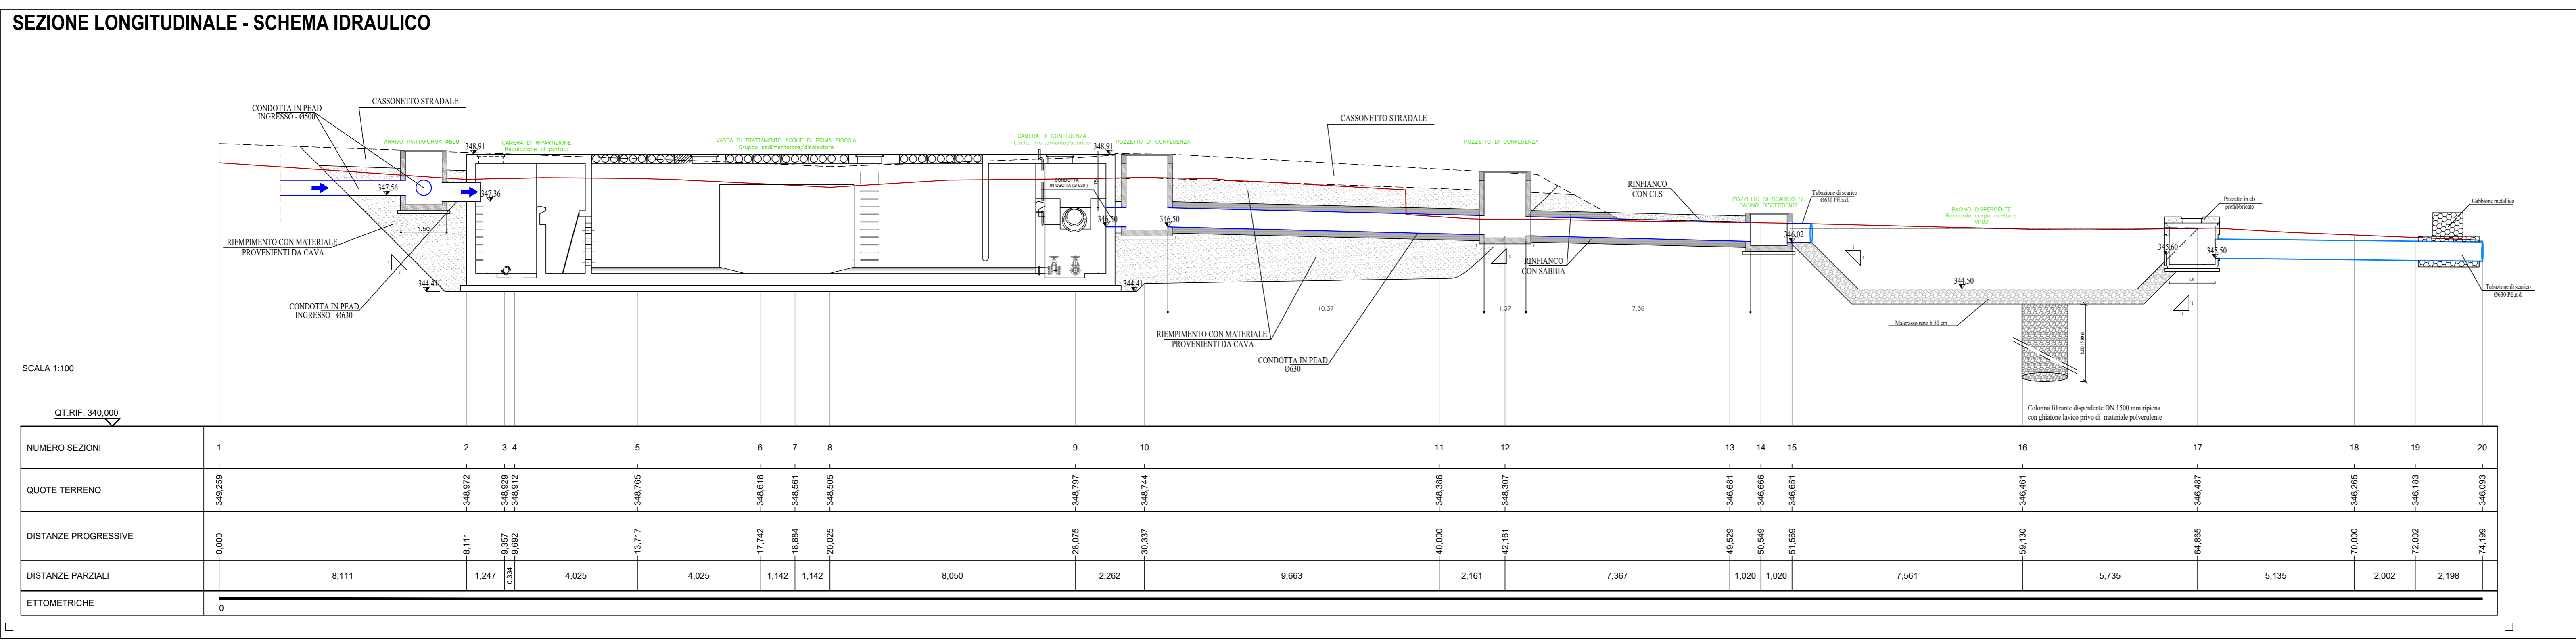 SEZIONE LONGITUDINALE - SCHEMA IDRAULICO
CONDOTTA IN PEAD
INGRESSO - Ø500
CASSONETTO STRADALE
ARRIVO PIATTAFORMA ø500
348,91
CAMERA DI RIPARTIZIONE
Regolazione di portata
VASCA DI TRATTAMENTO ACQUE DI PRIMA PIOGGIA
Gruppo sedimentatore/disoleatore
CAMERA DI CONFLUENZA
Uscita trattamento/scarico
348,91
POZZETTO DI CONFLUENZA
CASSONETTO STRADALE
POZZETTO DI CONFLUENZA
347,56
347,36
1.50
CONDOTTA
IN USCITA (Ø 630 )
346,50
346,50
RINFIANCO
CON CLS
POZZETTO DI SCARICO SU
BACINO DISPERDENTE
Tubazione di scarico
Ø630 PE.a.d.
346,02
BACINO DISPERDENTE
Raccordo corpo ricettore
VP02
Pozzetto in cls
prefabbricato
Gabbione metallico
345,60
345,50
RIEMPIMENTO CON MATERIALE
PROVENIENTI DA CAVA
344,41
CONDOTTA IN PEAD
INGRESSO - Ø630
344,41
RINFIANCO
CON SABBIA
344,50
Tubazione di scarico
Ø630 PE.a.d.
10.37
1.37
7.36
RIEMPIMENTO CON MATERIALE
PROVENIENTI DA CAVA
CONDOTTA IN PEAD
Ø630
Materasso reno h 50 cm
Colonna filtrante disperdente DN 1500 mm ripiena
con ghiaione lavico privo di materiale polverulente
SCALA 1:100
QT.RIF. 340,000
NUMERO SEZIONI 1 2 3 4 5 6 7 8 9 10 11 12 13 14 15 16 17 18 19 20
QUOTE TERRENO 349,259 348,972 348,929 348,912 348,765 348,618 348,561 348,505 348,797 348,744 348,386 348,307 346,681 346,666 346,651 346,461 346,487 346,265 346,183 346,093
DISTANZE PROGRESSIVE 0,000 8,111 9,357 9,692 13,717 17,742 18,884 20,025 28,075 30,337 40,000 42,161 49,529 50,549 51,569 59,130 64,865 70,000 72,002 74,199
DISTANZE PARZIALI 8,111 1,247 0,334 4,025 4,025 1,142 1,142 8,050 2,262 9,663 2,161 7,367 1,020 1,020 7,561 5,735 5,135 2,002 2,198
ETTOMETRICHE 0